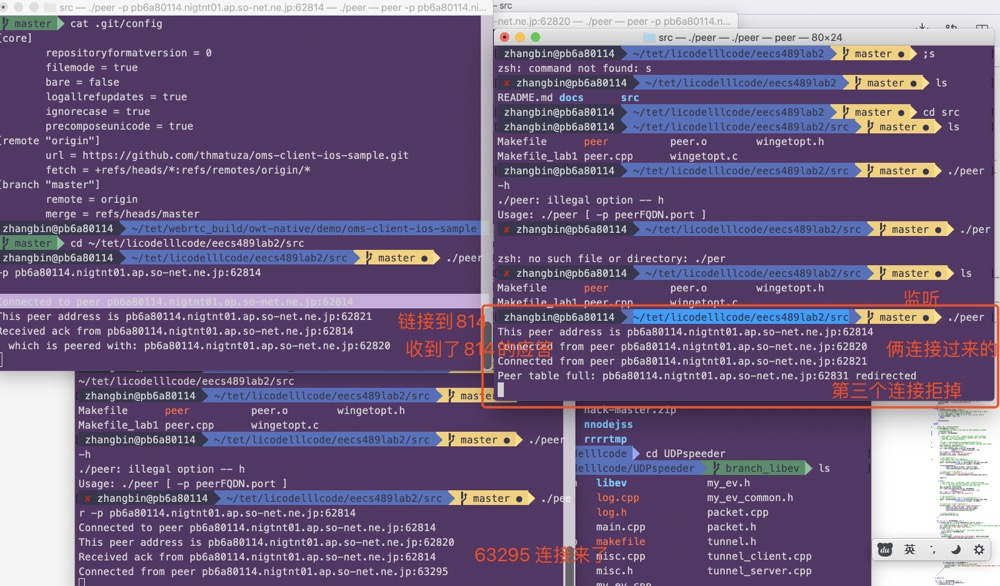 src — ./peer — ./peer -p pb6a80114.nigtnt01.ap.so-net.ne.jp:62814 — ./peer — ./peer -p pb6a80114.ni...
master cat .git/config
[core]
repositoryformatversion = 0
filemode = true
bare = false
logallrefupdates = true
ignorecase = true
precomposeunicode = true
[remote "origin"]
url = https://github.com/thmatuza/oms-client-ios-sample.git
fetch = +refs/heads/*:refs/remotes/origin/*
[branch "master"]
remote = origin
merge = refs/heads/master
zhangbin@pb6a80114 ~/tet/webrtc_build/owt-native/demo/oms-client-ios-sample
master cd ~/tet/licodelllcode/eecs489lab2/src
zhangbin@pb6a80114 ~/tet/licodelllcode/eecs489lab2/src master ● ./peer
-p pb6a80114.nigtnt01.ap.so-net.ne.jp:62814
Connected to peer pb6a80114.nigtnt01.ap.so-net.ne.jp:62814
This peer address is pb6a80114.nigtnt01.ap.so-net.ne.jp:62821
链接到814
Received ack from pb6a80114.nigtnt01.ap.so-net.ne.jp:62814
which is peered with: pb6a80114.nigtnt01.ap.so-net.ne.jp:62820
收到了814的应答
— src
-net.ne.jp:62820 — ./peer — ./peer -p pb6a80114.n...
src — ./peer — ./peer — peer — 80×24
zhangbin@pb6a80114 ~/tet/licodelllcode/eecs489lab2 master ● ;s
zsh: command not found: s
✘ zhangbin@pb6a80114 ~/tet/licodelllcode/eecs489lab2 master ● ls
README.md docs src
zhangbin@pb6a80114 ~/tet/licodelllcode/eecs489lab2 master ● cd src
zhangbin@pb6a80114 ~/tet/licodelllcode/eecs489lab2/src master ● ls
Makefile peer peer.o wingetopt.h
Makefile_lab1 peer.cpp wingetopt.c
zhangbin@pb6a80114 ~/tet/licodelllcode/eecs489lab2/src master ● ./peer
-h
./peer: illegal option -- h
Usage: ./peer [ -p peerFQDN.port ]
✘ zhangbin@pb6a80114 ~/tet/licodelllcode/eecs489lab2/src master ● ./per
zsh: no such file or directory: ./per
✘ zhangbin@pb6a80114 ~/tet/licodelllcode/eecs489lab2/src master ● ls
Makefile peer peer.o wingetopt.h
Makefile_lab1 peer.cpp wingetopt.c
监听
zhangbin@pb6a80114 ~/tet/licodelllcode/eecs489lab2/src master ● ./peer
This peer address is pb6a80114.nigtnt01.ap.so-net.ne.jp:62814
Connected from peer pb6a80114.nigtnt01.ap.so-net.ne.jp:62820
俩连接过来的
Connected from peer pb6a80114.nigtnt01.ap.so-net.ne.jp:62821
Peer table full: pb6a80114.nigtnt01.ap.so-net.ne.jp:62831 redirected
第三个连接拒掉
~/tet/licodelllcode/eecs489lab2/src
zhangbin@pb6a80114 ~/tet/licodelllcode/eecs489lab2/src
Makefile peer peer.o wingetopt.h
Makefile_lab1 peer.cpp wingetopt.c
zhangbin@pb6a80114 ~/tet/licodelllcode/eecs489lab2/src master ● ./peer
-h
./peer: illegal option -- h
Usage: ./peer [ -p peerFQDN.port ]
✘ zhangbin@pb6a80114 ~/tet/licodelllcode/eecs489lab2/src master ● ./pee
r -p pb6a80114.nigtnt01.ap.so-net.ne.jp:62814
Connected to peer pb6a80114.nigtnt01.ap.so-net.ne.jp:62814
This peer address is pb6a80114.nigtnt01.ap.so-net.ne.jp:62820
Received ack from pb6a80114.nigtnt01.ap.so-net.ne.jp:62814
63295 连接来了
Connected from peer pb6a80114.nigtnt01.ap.so-net.ne.jp:63295
hack-master.zip
nnodejss
rrrrtmp
delllcode cd UDPspeeder
delllcode/UDPspeeder branch_libev ls
libev my_ev.h
log.cpp my_ev_common.h
log.h packet.cpp
main.cpp packet.h
makefile tunnel.h
misc.cpp tunnel_client.cpp
misc.h tunnel_server.cpp
my_ev.cpp
du 英